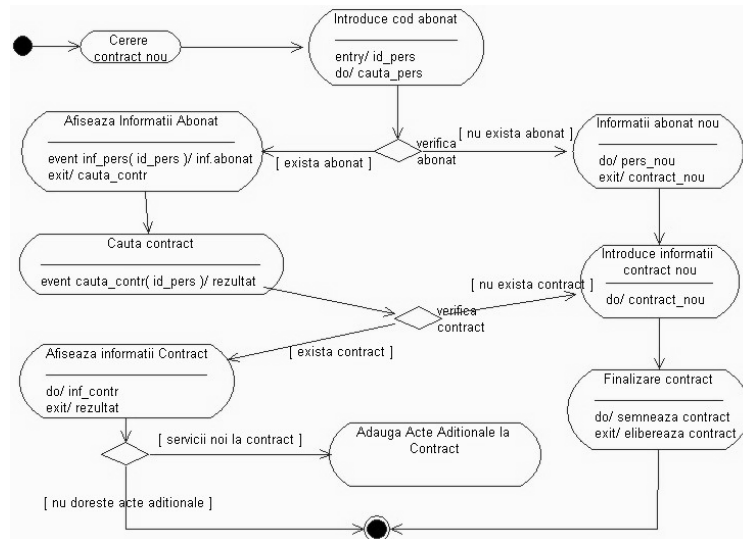 Introduce cod abonat
entry/ id_pers
do/ cauta_pers
Cerere
contract nou
Afiseaza Informatii Abonat
event inf_pers( id_pers )/ inf.abonat
exit/ cauta_contr
[ exista abonat ]
verifica
abonat
[ nu exista abonat ]
Informatii abonat nou
do/ pers_nou
exit/ contract_nou
Cauta contract
event cauta_contr( id_pers )/ rezultat
verifica
contract
[ nu exista contract ]
Introduce informatii
contract nou
do/ contract_nou
[ exista contract ]
Afiseaza informatii Contract
do/ inf_contr
exit/ rezultat
Finalizare contract
do/ semneaza contract
exit/ elibereaza contract
[ servicii noi la contract ]
Adauga Acte Aditionale la
Contract
[ nu doreste acte aditionale ]